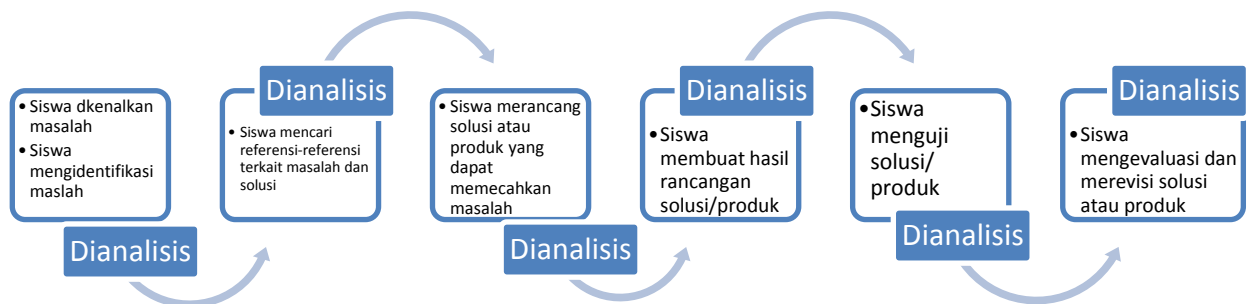 • Siswa dkenalkan
masalah
• Siswa
mengidentifikasi
maslah
Dianalisis
Dianalisis
• Siswa mencari
referensi-referensi
terkait masalah dan
solusi
• Siswa merancang
solusi atau
produk yang
dapat
memecahkan
masalah
Dianalisis
Dianalisis
• Siswa
membuat hasil
rancangan
solusi/produk
•Siswa
menguji
solusi/
produk
Dianalisis
Dianalisis
• Siswa
mengevaluasi dan
merevisi solusi
atau produk